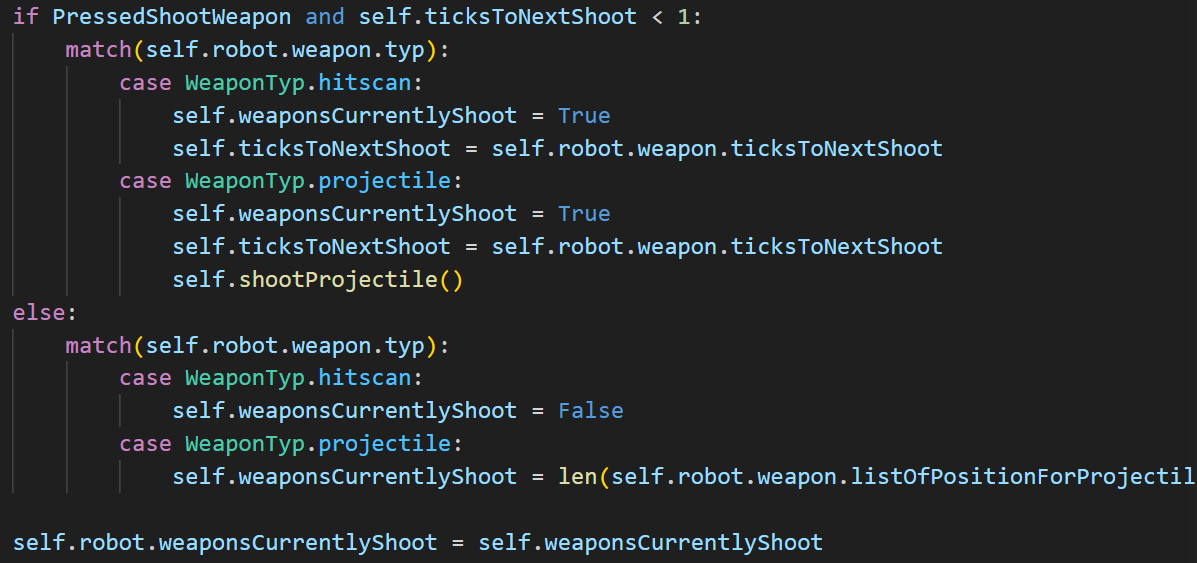 if PressedShootWeapon and self.ticksToNextShoot < 1:
    match(self.robot.weapon.typ):
        case WeaponTyp.hitscan:
            self.weaponsCurrentlyShoot = True
            self.ticksToNextShoot = self.robot.weapon.ticksToNextShoot
        case WeaponTyp.projectile:
            self.weaponsCurrentlyShoot = True
            self.ticksToNextShoot = self.robot.weapon.ticksToNextShoot
            self.shootProjectile()
else:
    match(self.robot.weapon.typ):
        case WeaponTyp.hitscan:
            self.weaponsCurrentlyShoot = False
        case WeaponTyp.projectile:
            self.weaponsCurrentlyShoot = len(self.robot.weapon.listOfPositionForProjectil

self.robot.weaponsCurrentlyShoot = self.weaponsCurrentlyShoot